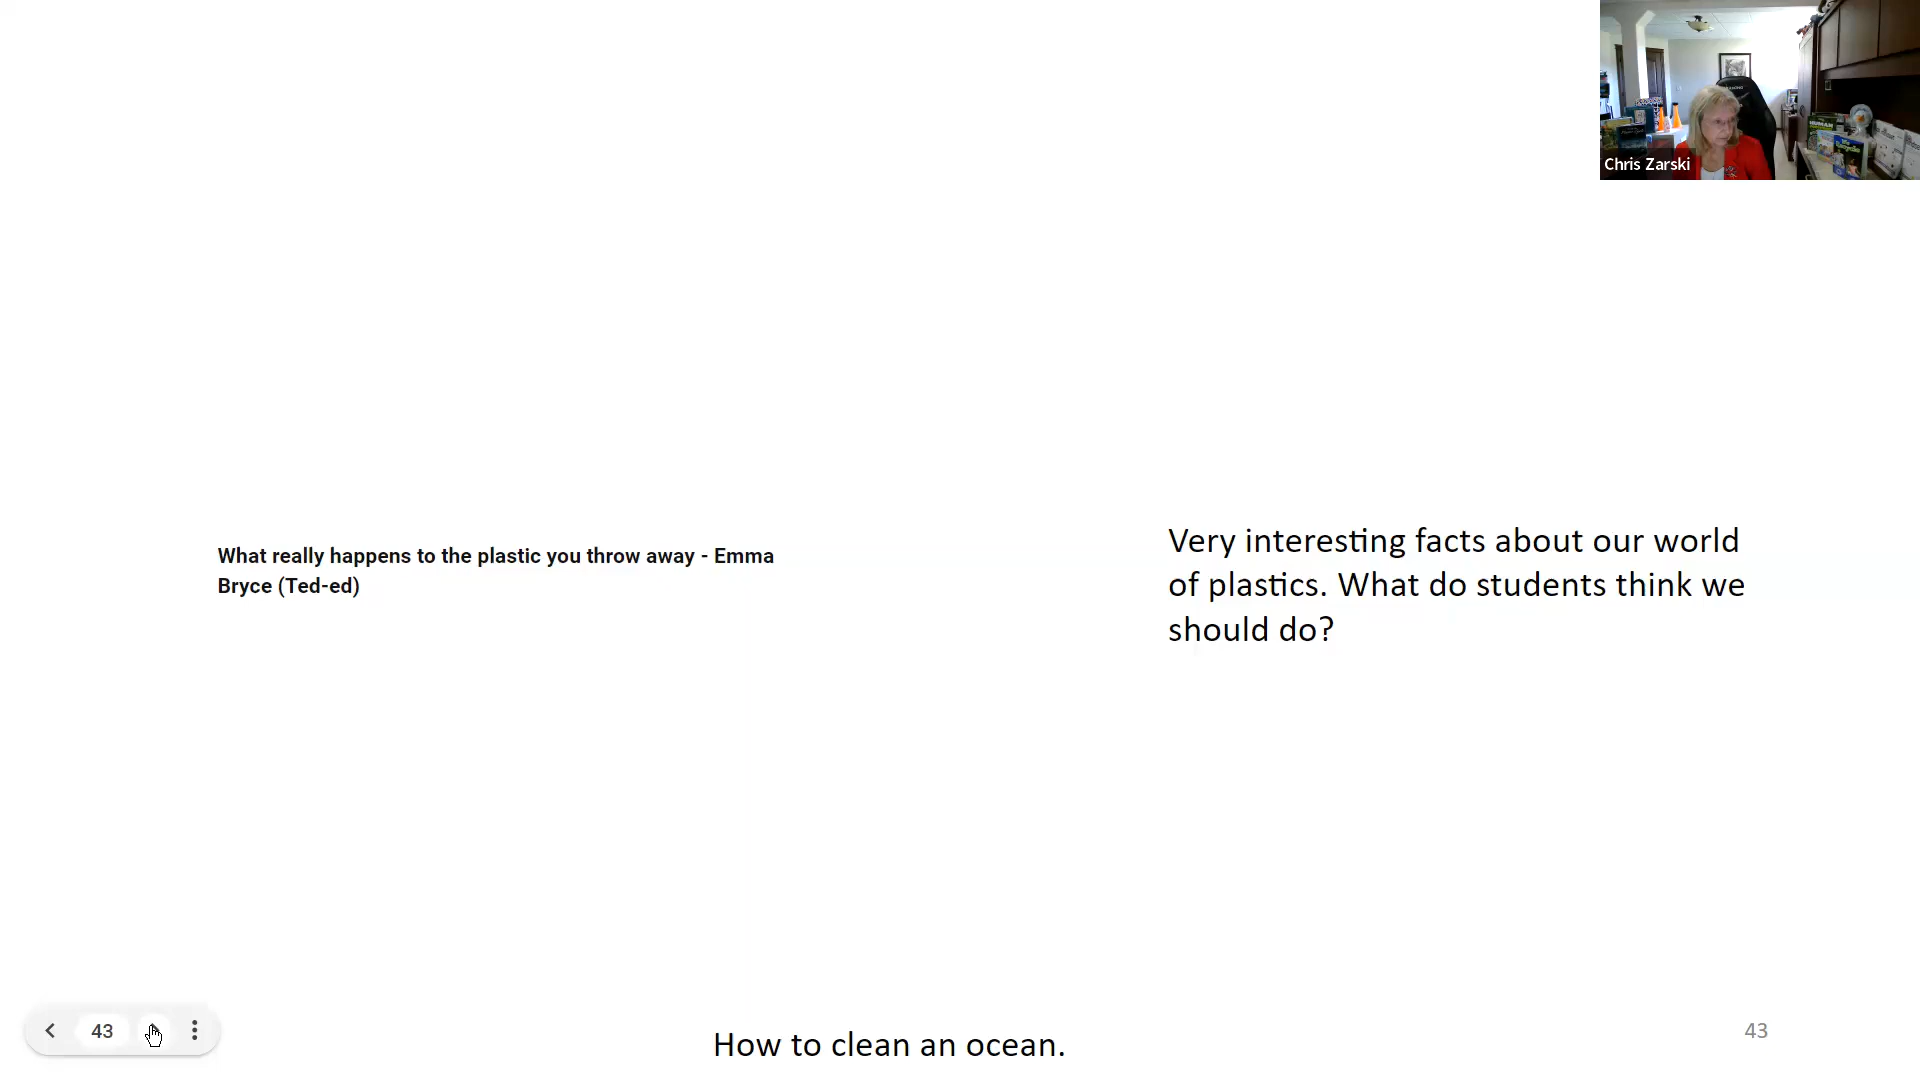 Chris Zarski
What really happens to the plastic you throw away - Emma
Bryce (Ted-ed)
Very interesting facts about our world
of plastics. What do students think we
should do?
How to clean an ocean.
43
43